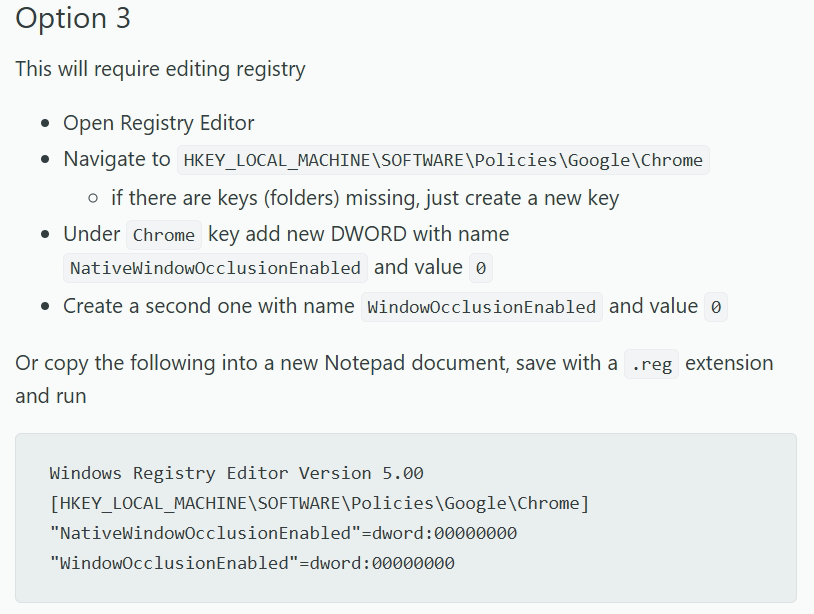 Option 3
This will require editing registry
Open Registry Editor
Navigate to HKEY_LOCAL_MACHINE\SOFTWARE\Policies\Google\Chrome
if there are keys (folders) missing, just create a new key
Under Chrome key add new DWORD with name
NativeWindowOcclusionEnabled and value 0
Create a second one with name WindowOcclusionEnabled and value 0
Or copy the following into a new Notepad document, save with a .reg extension
and run
Windows Registry Editor Version 5.00
[HKEY_LOCAL_MACHINE\SOFTWARE\Policies\Google\Chrome]
"NativeWindowOcclusionEnabled"=dword:00000000
"WindowOcclusionEnabled"=dword:00000000